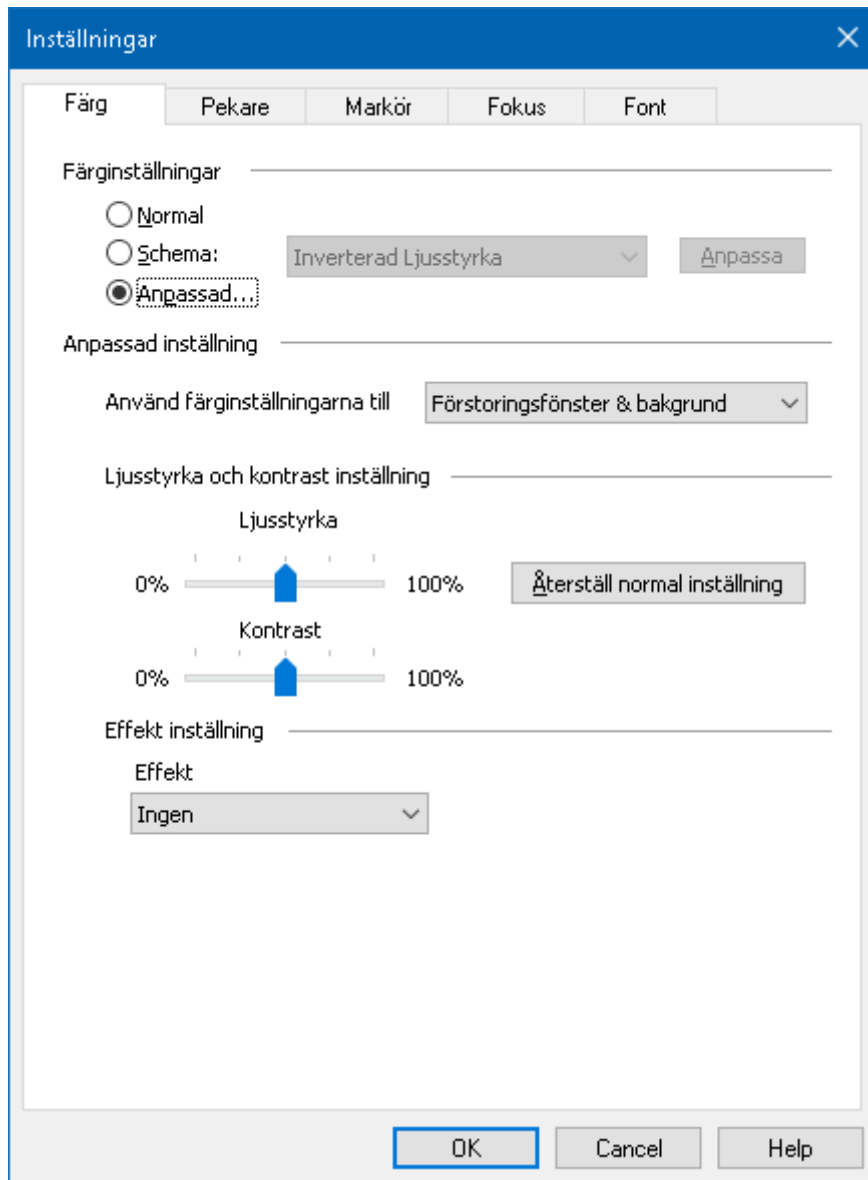 Inställningar
Färg Pekare Markör Fokus Font
Färginställningar
Normal
Schema: Inverterad Ljusstyrka Anpassa
Anpassad...
Anpassad inställning
Använd färginställningarna till Förstoringsfönster & bakgrund
Ljusstyrka och kontrast inställning
Ljusstyrka
0% 100% Återställ normal inställning
Kontrast
0% 100%
Effekt inställning
Effekt
Ingen
OK Cancel Help